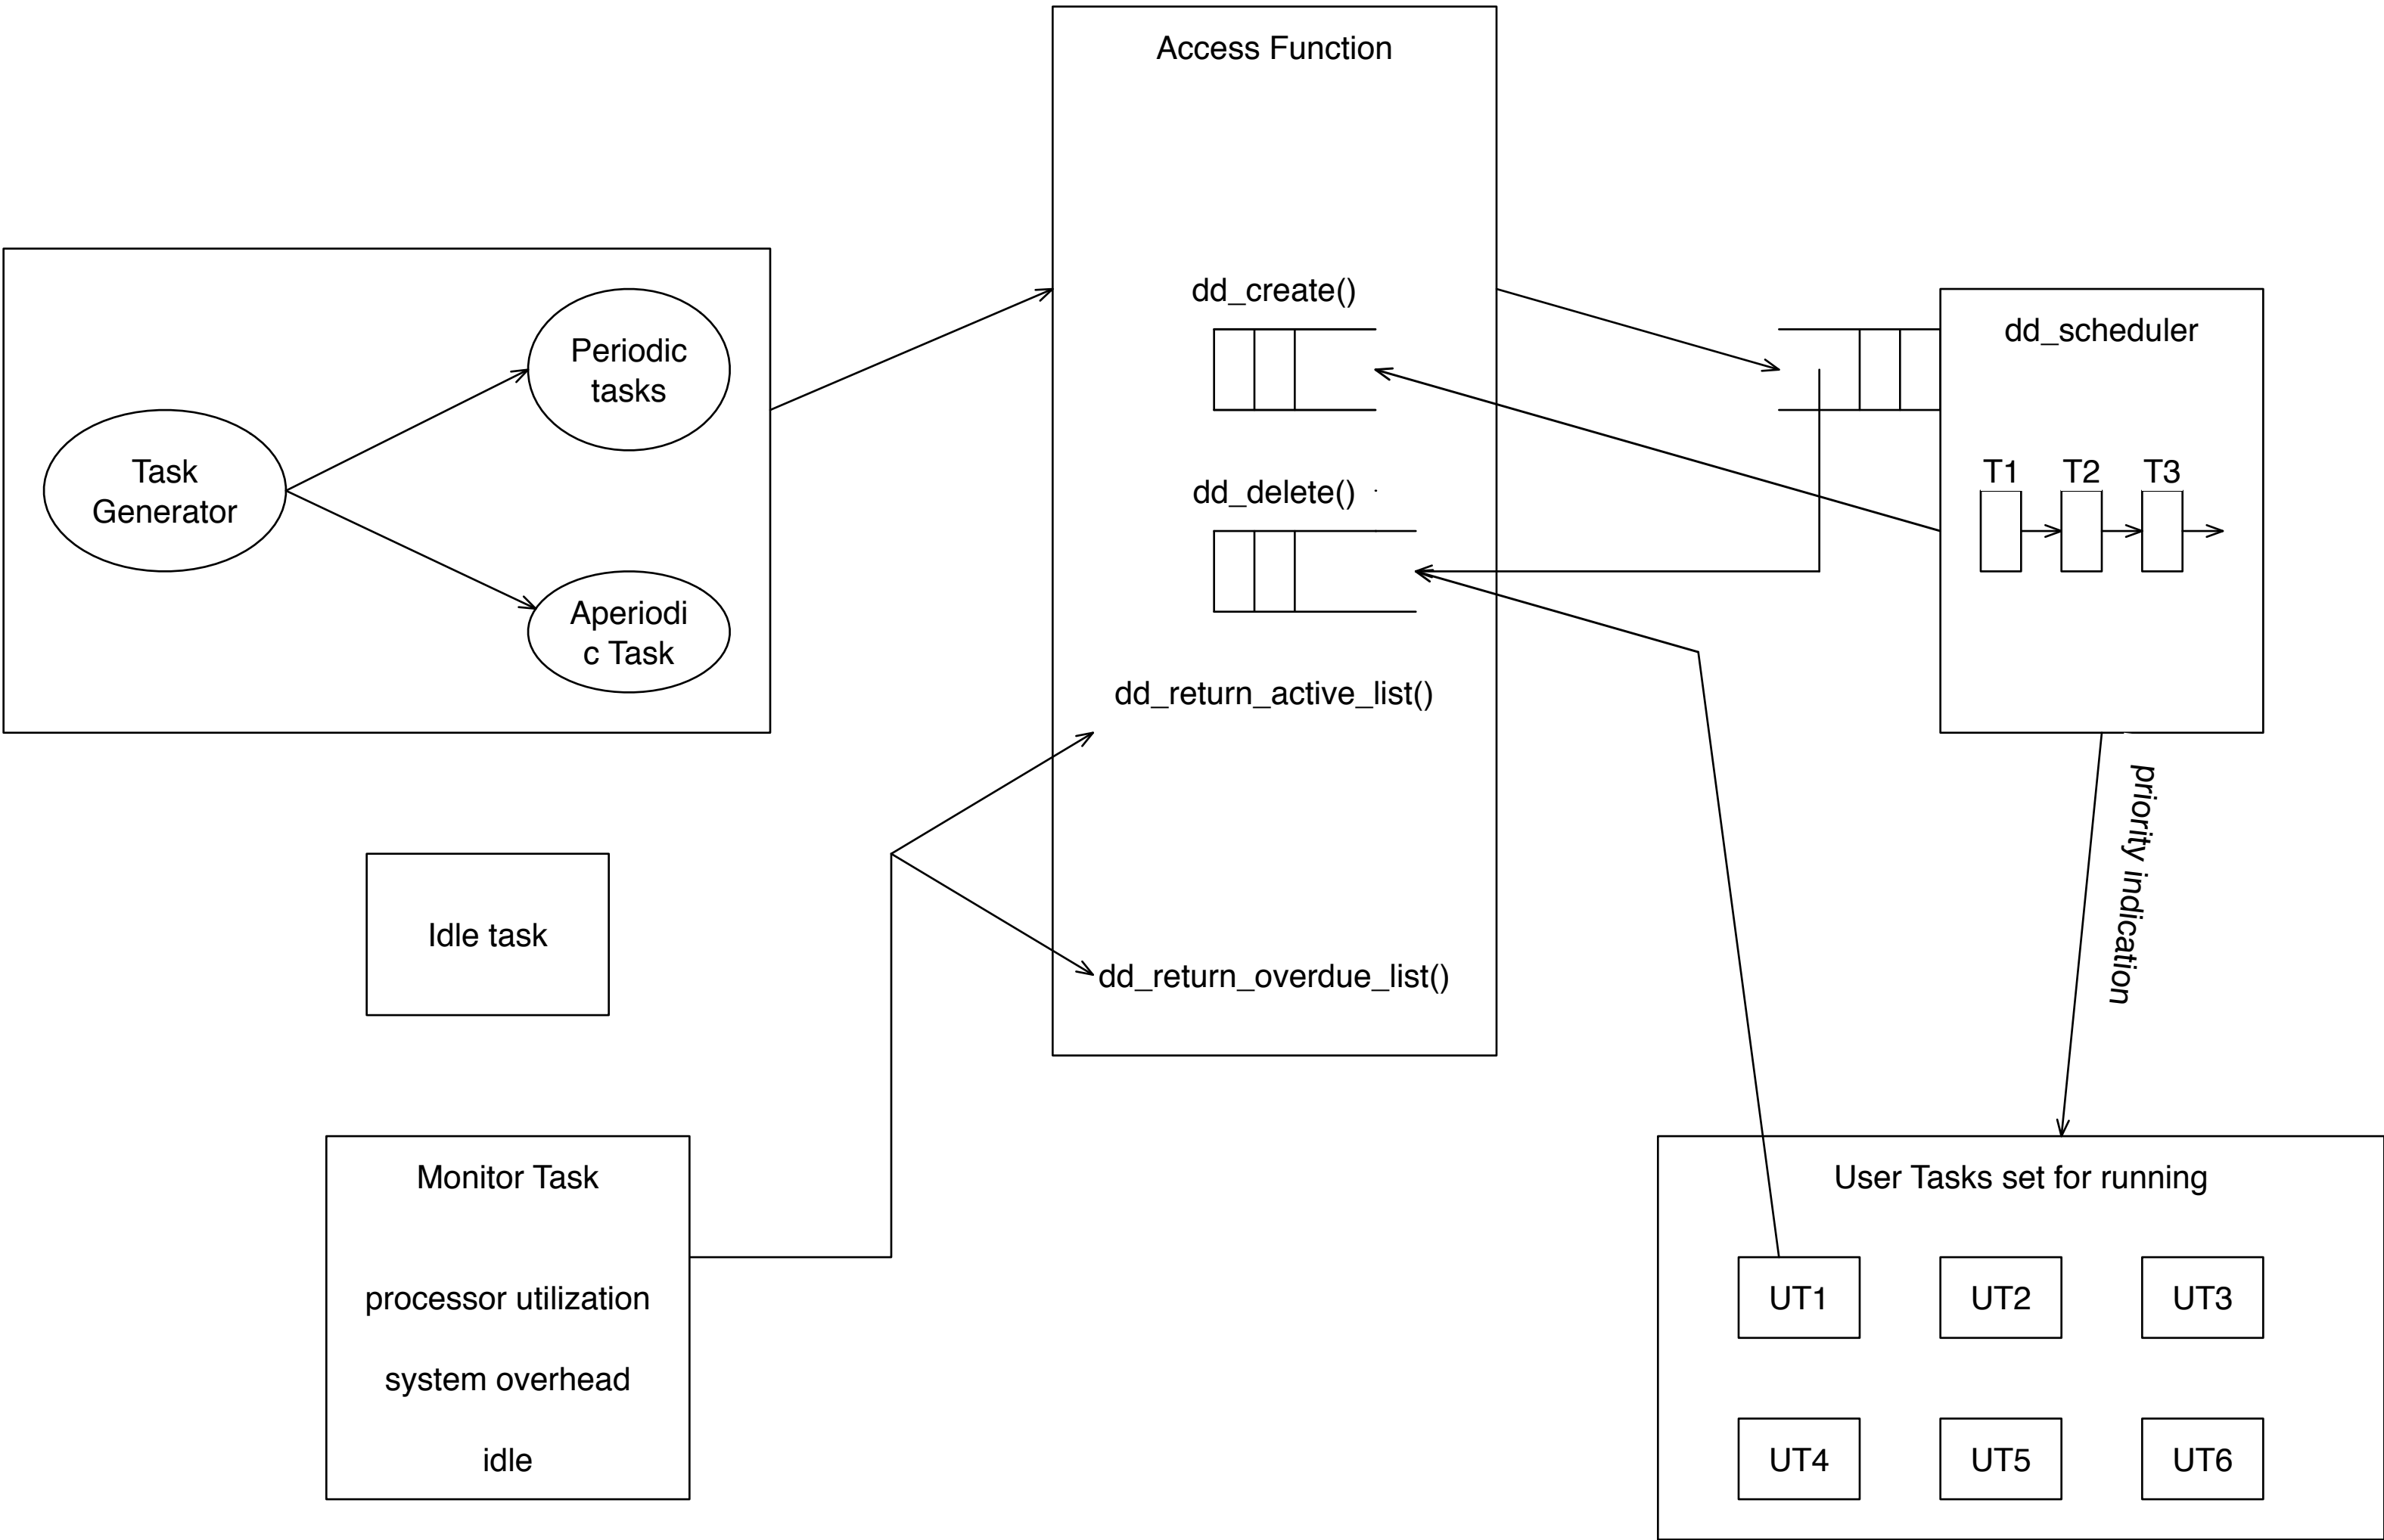 Access Function
dd_create()
dd_delete()
dd_return_active_list()
dd_return_overdue_list()
Periodic
tasks
Task
Generator
Aperiodi
c Task
dd_scheduler
T1 T2 T3
priority indication
Idle task
Monitor Task
processor utilization
system overhead
idle
User Tasks set for running
UT1 UT2 UT3
UT4 UT5 UT6